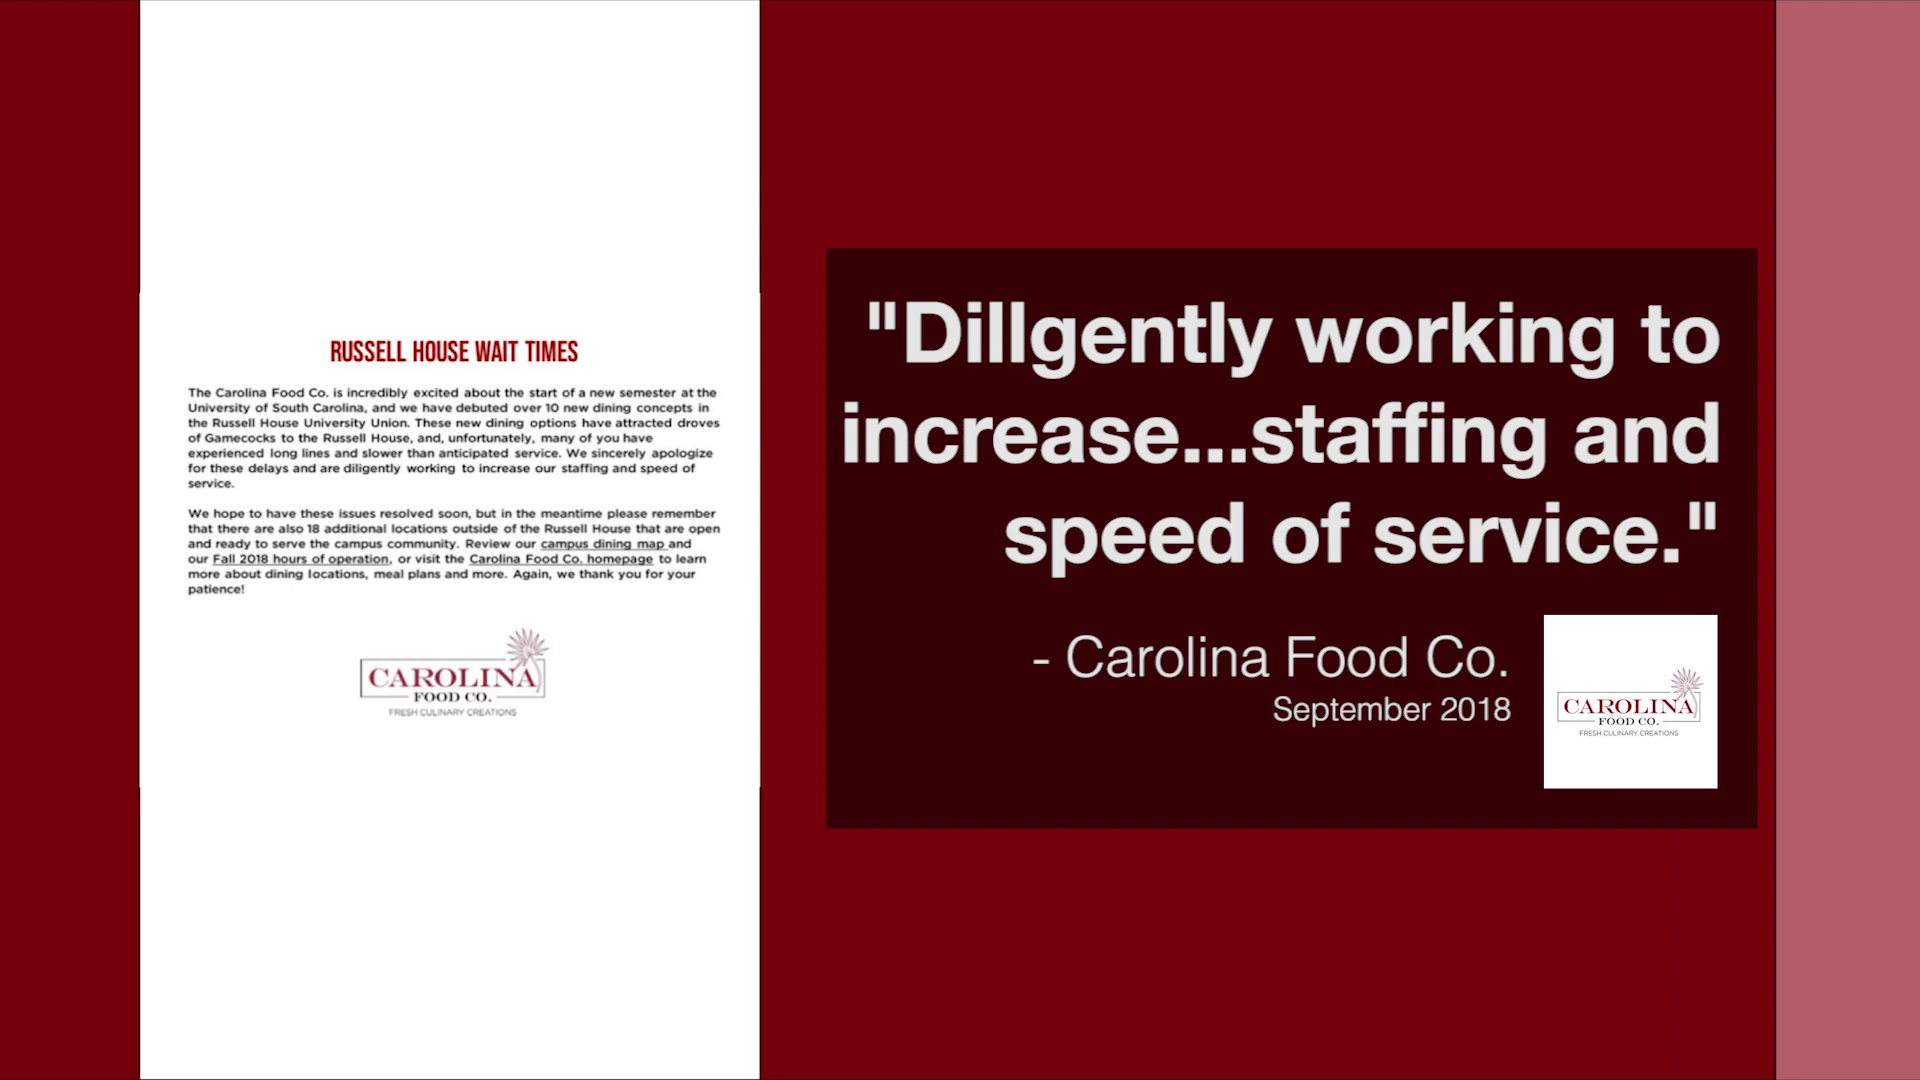 RUSSELL HOUSE WAIT TIMES
The Carolina Food Co. is incredibly excited about the start of a new semester at the
University of South Carolina, and we have debuted over 10 new dining concepts in
the Russell House University Union. These new dining options have attracted droves
of Gamecocks to the Russell House, and, unfortunately, many of you have
experienced long lines and slower than anticipated service. We sincerely apologize
for these delays and are diligently working to increase our staffing and speed of
service.
We hope to have these issues resolved soon, but in the meantime please remember
that there are also 18 additional locations outside of the Russell House that are open
and ready to serve the campus community. Review our campus dining map and
our Fall 2018 hours of operation, or visit the Carolina Food Co. homepage to learn
more about dining locations, meal plans and more. Again, we thank you for your
patience!
CAROLINA
FOOD CO.
FRESH CULINARY CREATIONS
"Dillgently working to
increase...staffing and
speed of service."
- Carolina Food Co.
September 2018
CAROLINA
FOOD CO.
FRESH CULINARY CREATIONS